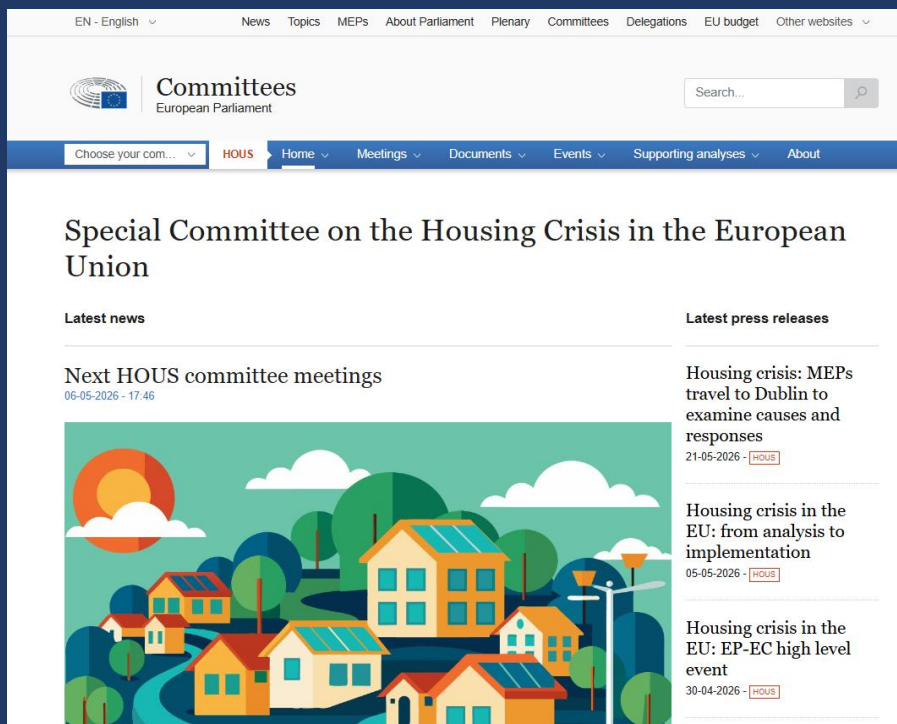 EN - English
News Topics MEPs About Parliament Plenary Committees Delegations EU budget Other websites
Committees
European Parliament
Search...
Choose your com... HOUS Home Meetings Documents Events Supporting analyses About
Special Committee on the Housing Crisis in the European
Union
Latest news
Next HOUS committee meetings
06-05-2026 - 17:46
Latest press releases
Housing crisis: MEPs
travel to Dublin to
examine causes and
responses
21-05-2026 - HOUS
Housing crisis in the
EU: from analysis to
implementation
05-05-2026 - HOUS
Housing crisis in the
EU: EP-EC high level
event
30-04-2026 - HOUS